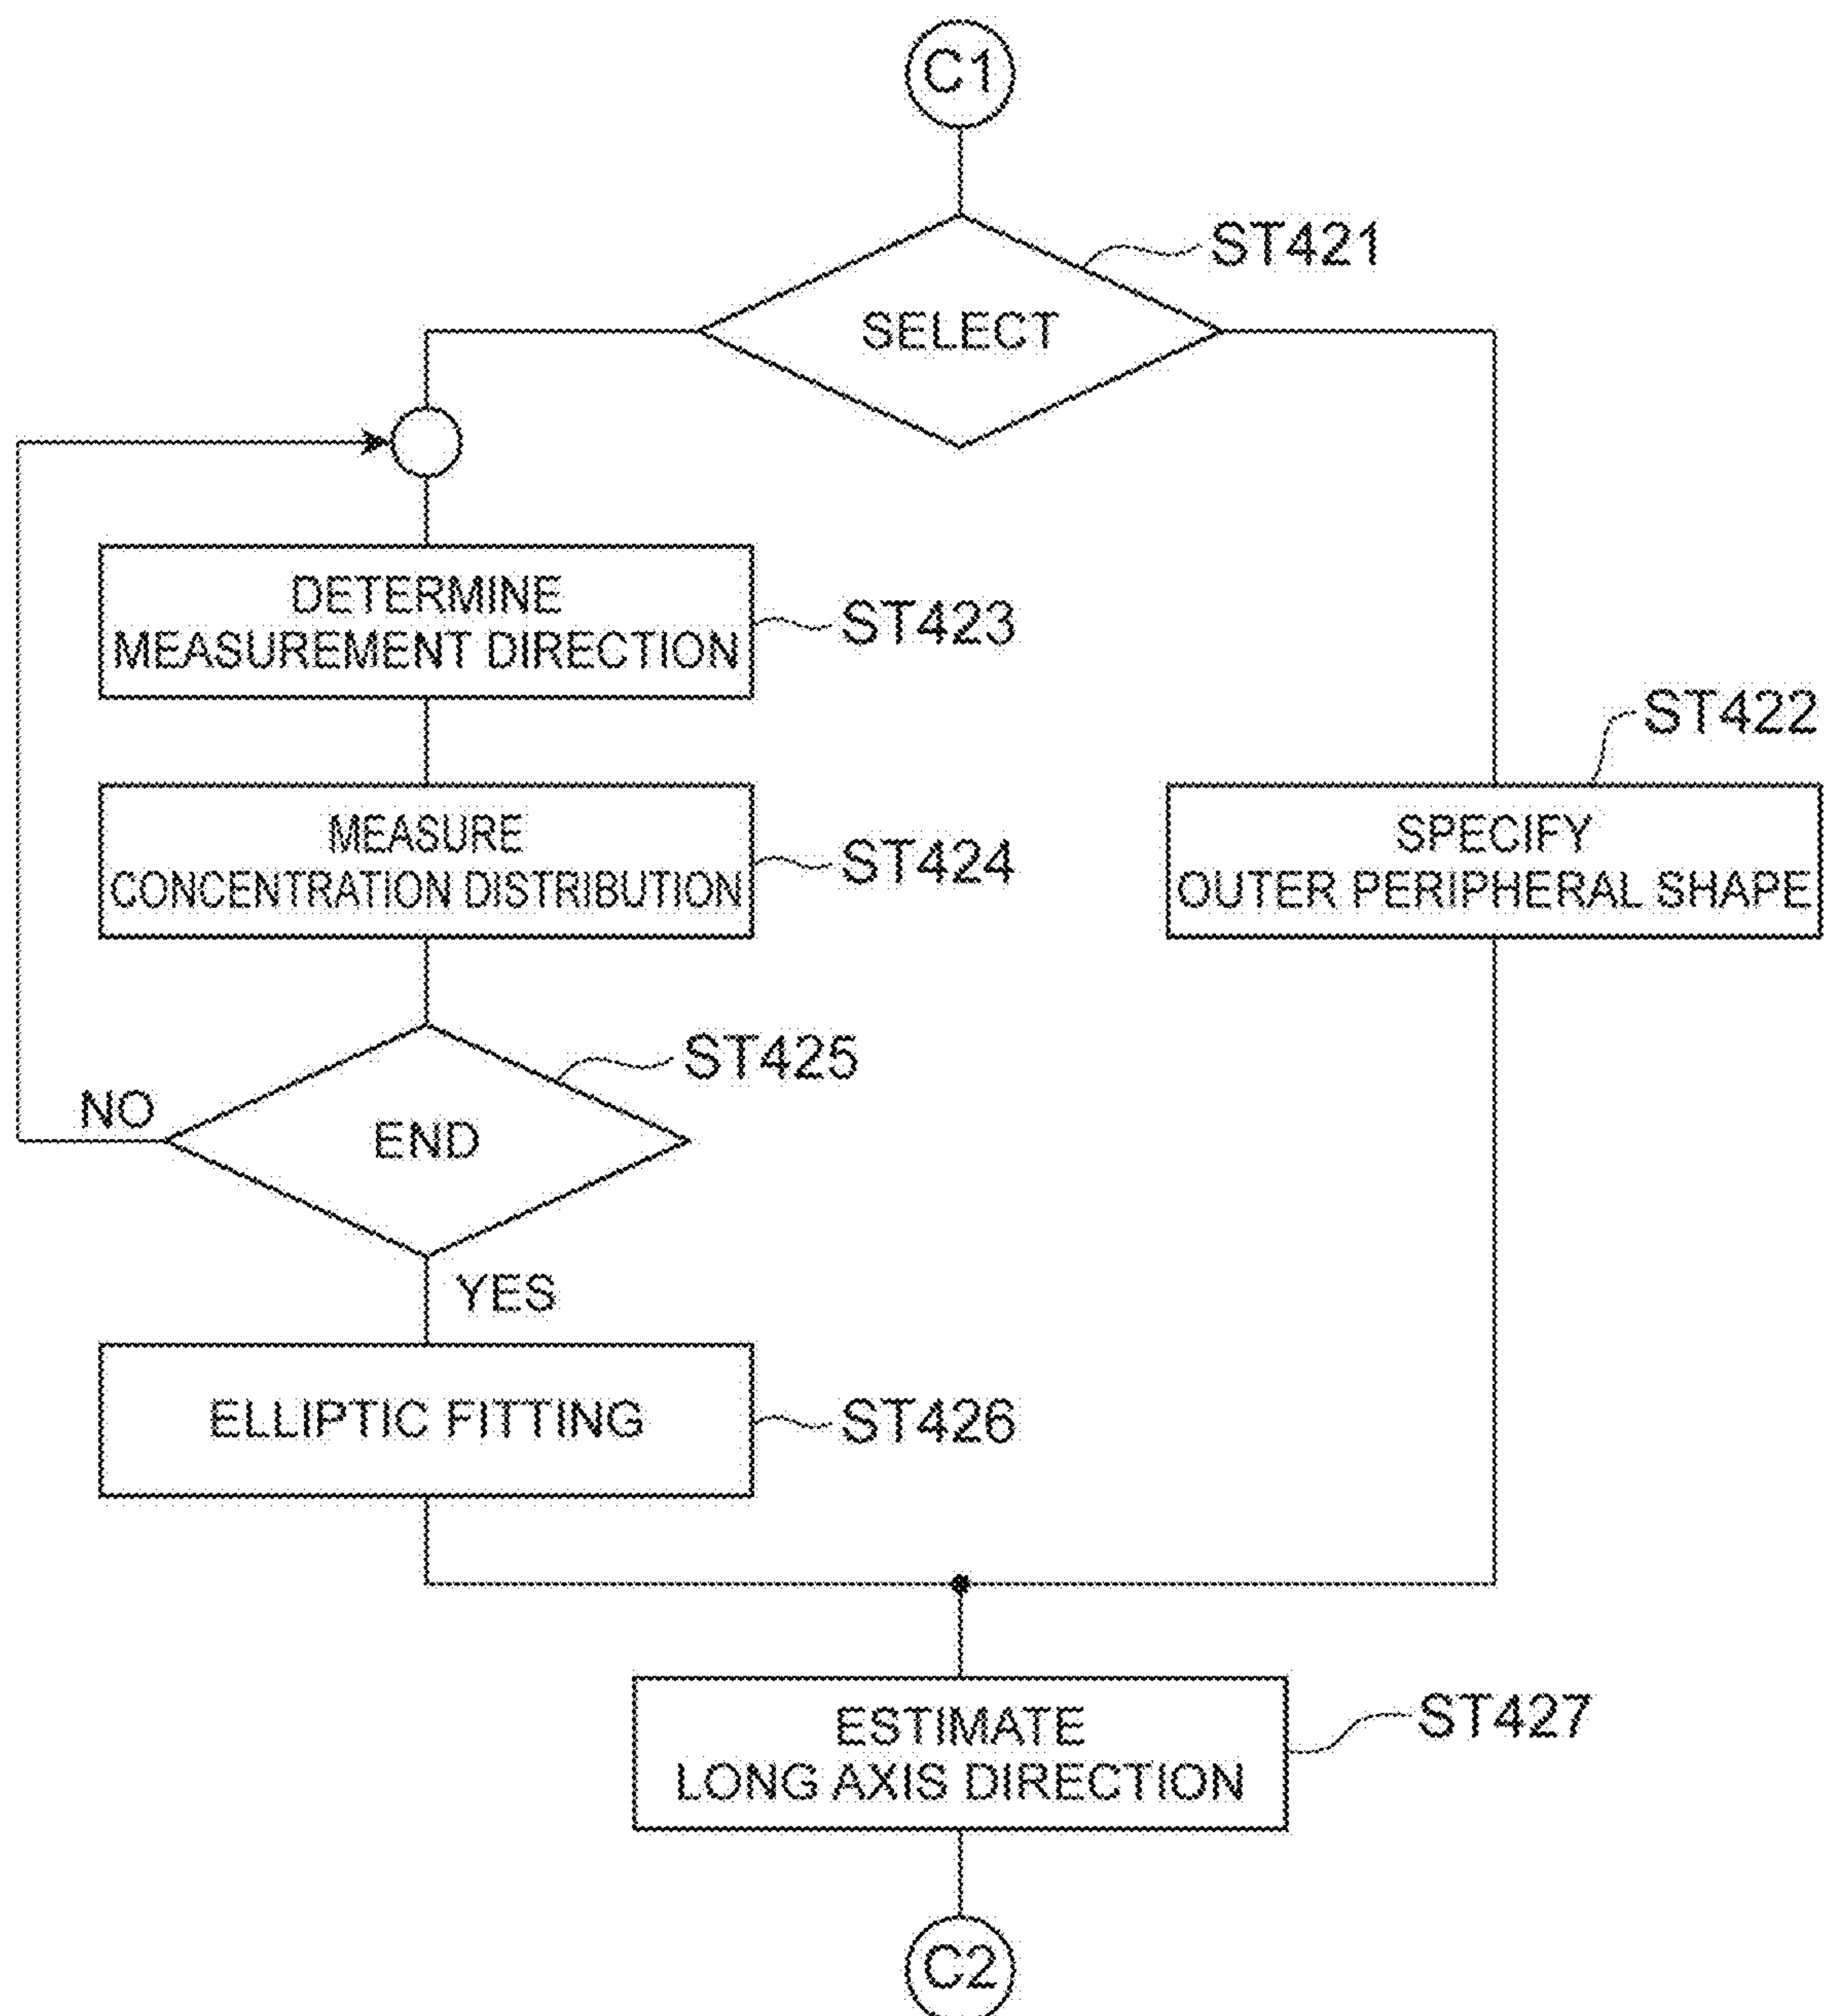 C1
ST421
SELECT
DETERMINE
MEASUREMENT DIRECTION
ST423
ST422
MEASURE
CONCENTRATION DISTRIBUTION
ST424
SPECIFY
OUTER PERIPHERAL SHAPE
ST425
NO
END
YES
ELLIPTIC FITTING
ST426
ESTIMATE
LONG AXIS DIRECTION
ST427
C2